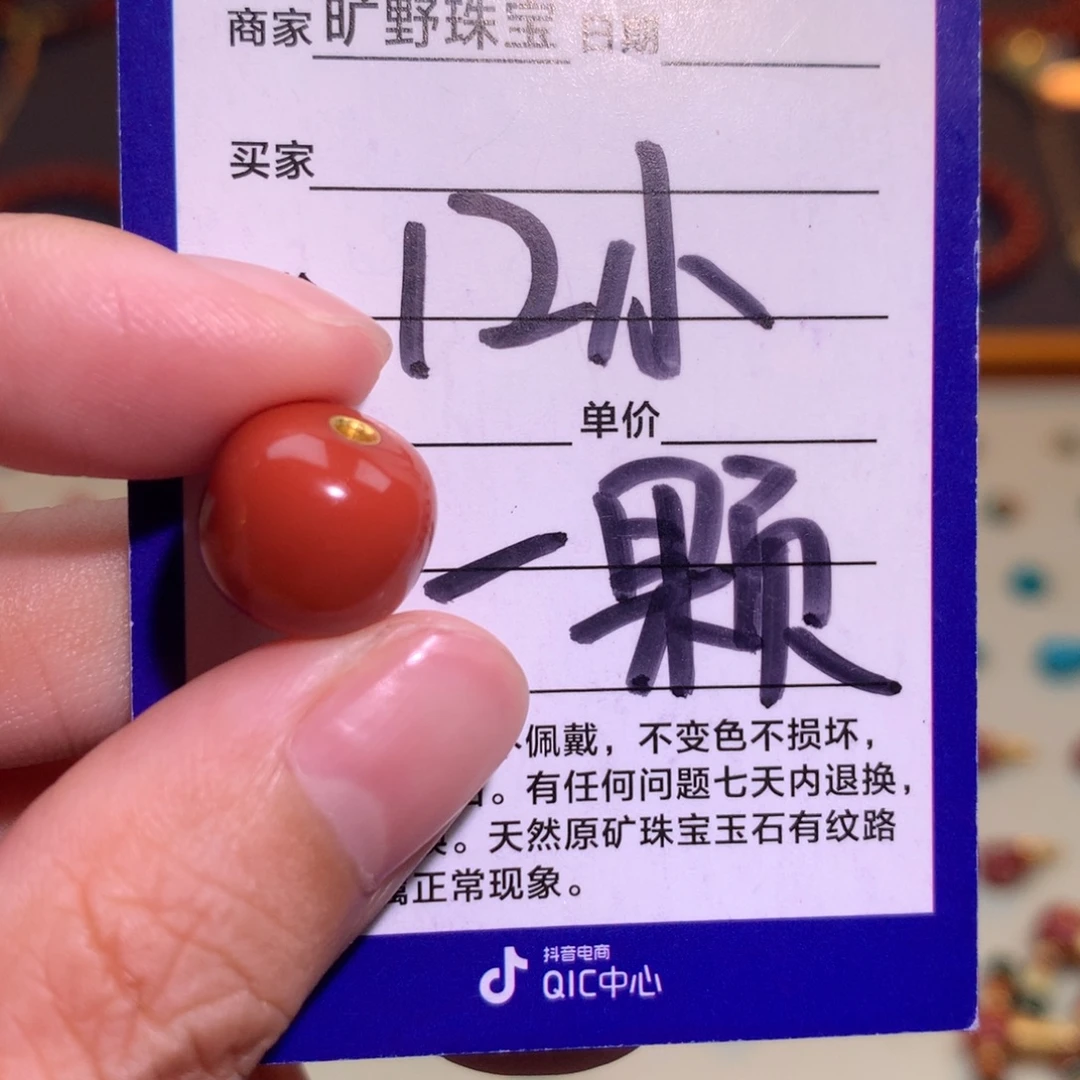 商家 旷野珠宝 日期
买家
12小
单价
一颗
佩戴，不变色不损坏，
。有任何问题七天内退换，
。天然原矿珠宝玉石有纹路
属正常现象。
抖音电商
QIC中心